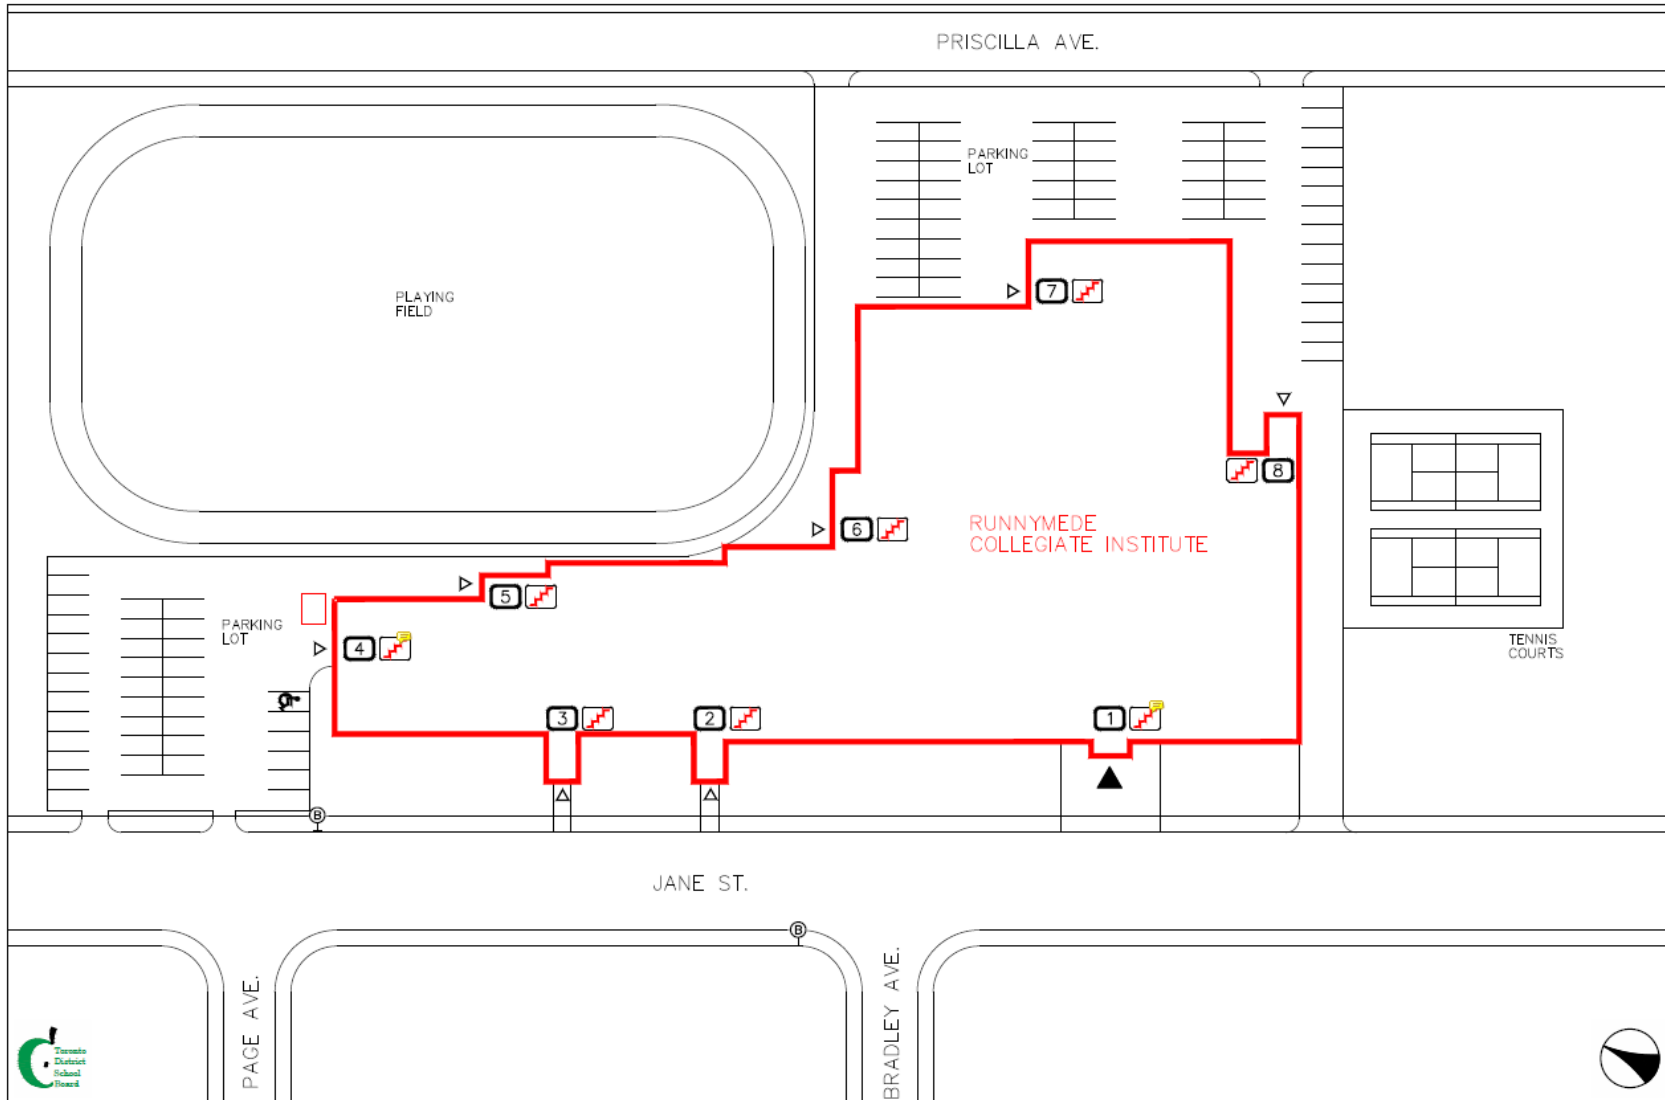 PRISCILLA AVE.
PARKING
LOT
PLAYING
FIELD
7
8
6
RUNNYMEDE
COLLEGIATE INSTITUTE
5
PARKING
LOT
4
TENNIS
COURTS
3
2
1
B
JANE ST.
B
PAGE AVE.
BRADLEY AVE.
Toronto
District
School
Board